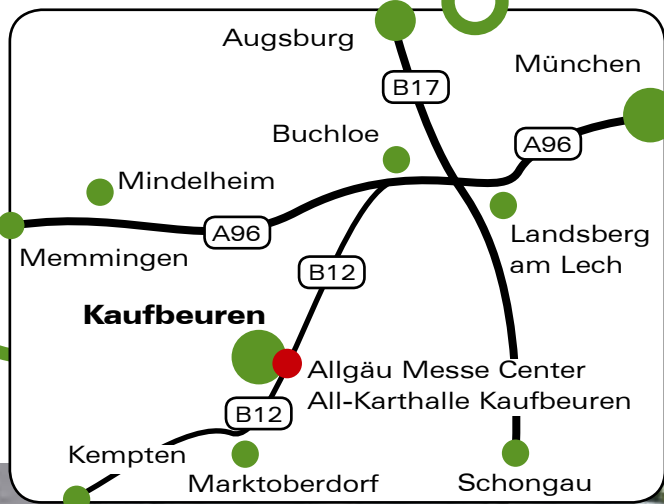 Augsburg
München
B17
Buchloe
A96
Mindelheim
A96
Landsberg
am Lech
Memmingen
B12
Kaufbeuren
Allgäu Messe Center
All-Karthalle Kaufbeuren
B12
Kempten
Marktoberdorf
Schongau